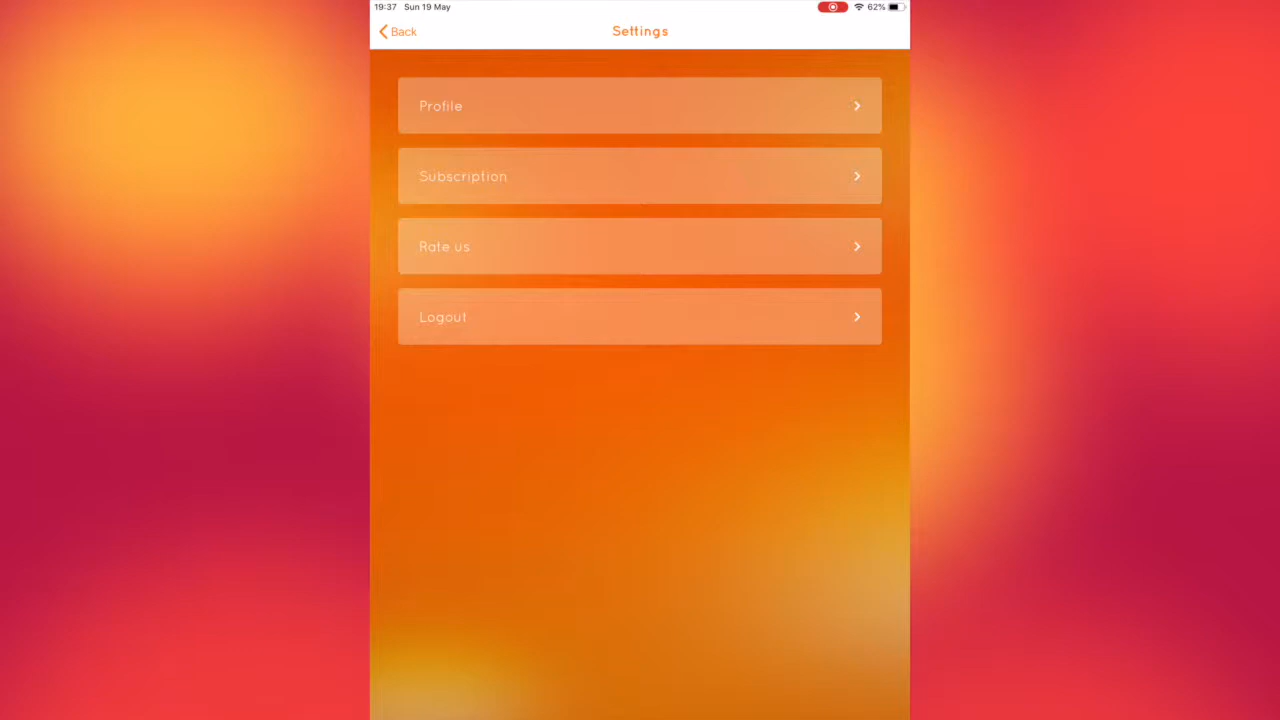 19:37 Sun 19 May 62%
Back Settings
Profile
Subscription
Rate us
Logout